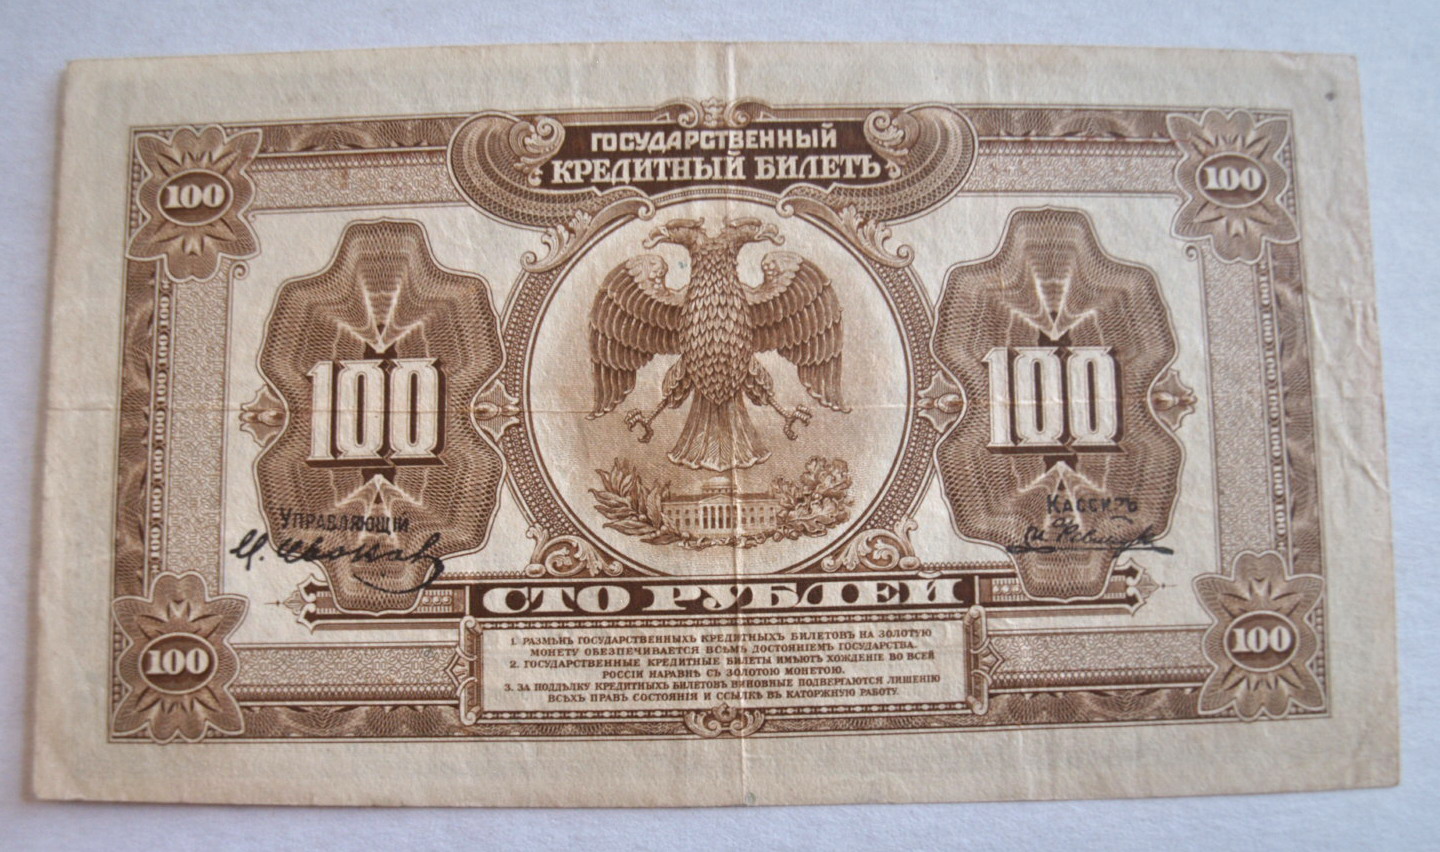 ГОСУДАРСТВЕННЫЙ
КРЕДИТНЫЙ БИЛЕТЪ
100
100
100
100
УПРАВЛЯЮЩІЙ
КАССИРЪ
СТО РУБЛЕЙ
1. РАЗМѢНЪ ГОСУДАРСТВЕННЫХЪ КРЕДИТНЫХЪ БИЛЕТОВЪ НА ЗОЛОТУЮ
МОНЕТУ ОБЕЗПЕЧИВАЕТСЯ ВСѢМЪ ДОСТОЯНІЕМЪ ГОСУДАРСТВА.
2. ГОСУДАРСТВЕННЫЕ КРЕДИТНЫЕ БИЛЕТЫ ИМѢЮТЪ ХОЖДЕНІЕ ВО ВСЕЙ
РОССІИ НАРАВНѢ СЪ ЗОЛОТОЮ МОНЕТОЮ.
3. ЗА ПОДДѢЛКУ КРЕДИТНЫХЪ БИЛЕТОВЪ ВИНОВНЫЕ ПОДВЕРГАЮТСЯ ЛИШЕНІЮ
ВСѢХЪ ПРАВЪ СОСТОЯНІЯ И ССЫЛКѢ ВЪ КАТОРЖНУЮ РАБОТУ.
100
100